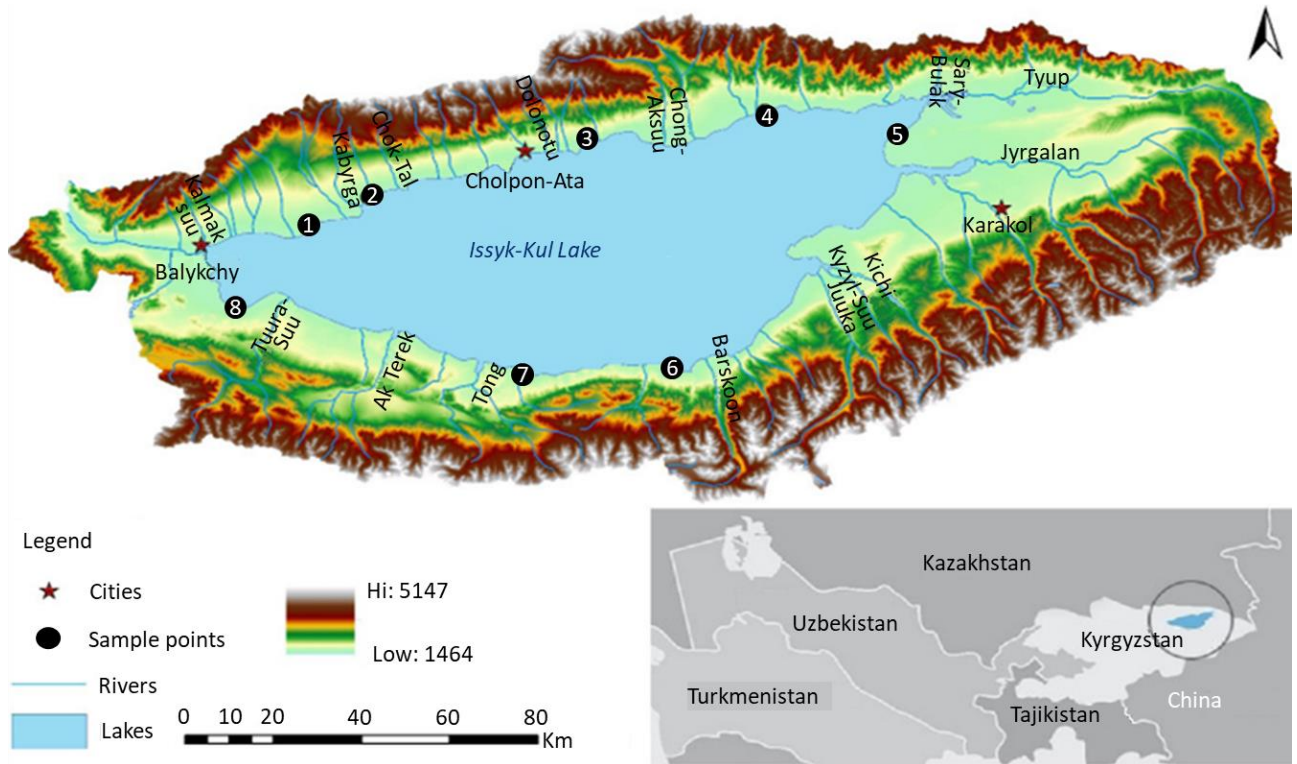 Sary-
Bulak
Tyup
Dolonotu
Chong-
Aksuu
4
5
3
Chok-Tal
Kabyrga
2
Jyrgalan
Cholpon-Ata
Kalmak
suu
1
Karakol
Issyk-Kul Lake
Balykchy
Kichi
Kyzyl-Suu
Juuka
8
Tuura-
Suu
Ak Terek
Tong
7
6
Barskoon
Legend
Cities
Sample points
Rivers
Lakes
Hi: 5147
Low: 1464
0 10 20 40 60 80
Km
Kazakhstan
Uzbekistan
Kyrgyzstan
Turkmenistan
Tajikistan
China